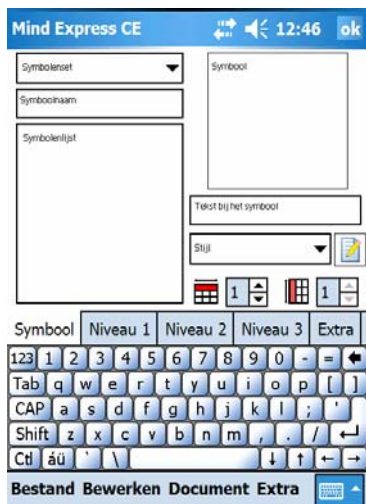 Mind Express CE 12:46 ok
Symbolenset
Symbool
Symboolnaam
Symbolenlijst
Tekst bij het symbool
Stijl
1 1
Symbool Niveau 1 Niveau 2 Niveau 3 Extra
123 1 2 3 4 5 6 7 8 9 0 - =
Tab q w e r t y u i o p [ ]
CAP a s d f g h j k l ; '
Shift z x c v b n m , . /
Ctl áü ` \
Bestand Bewerken Document Extra